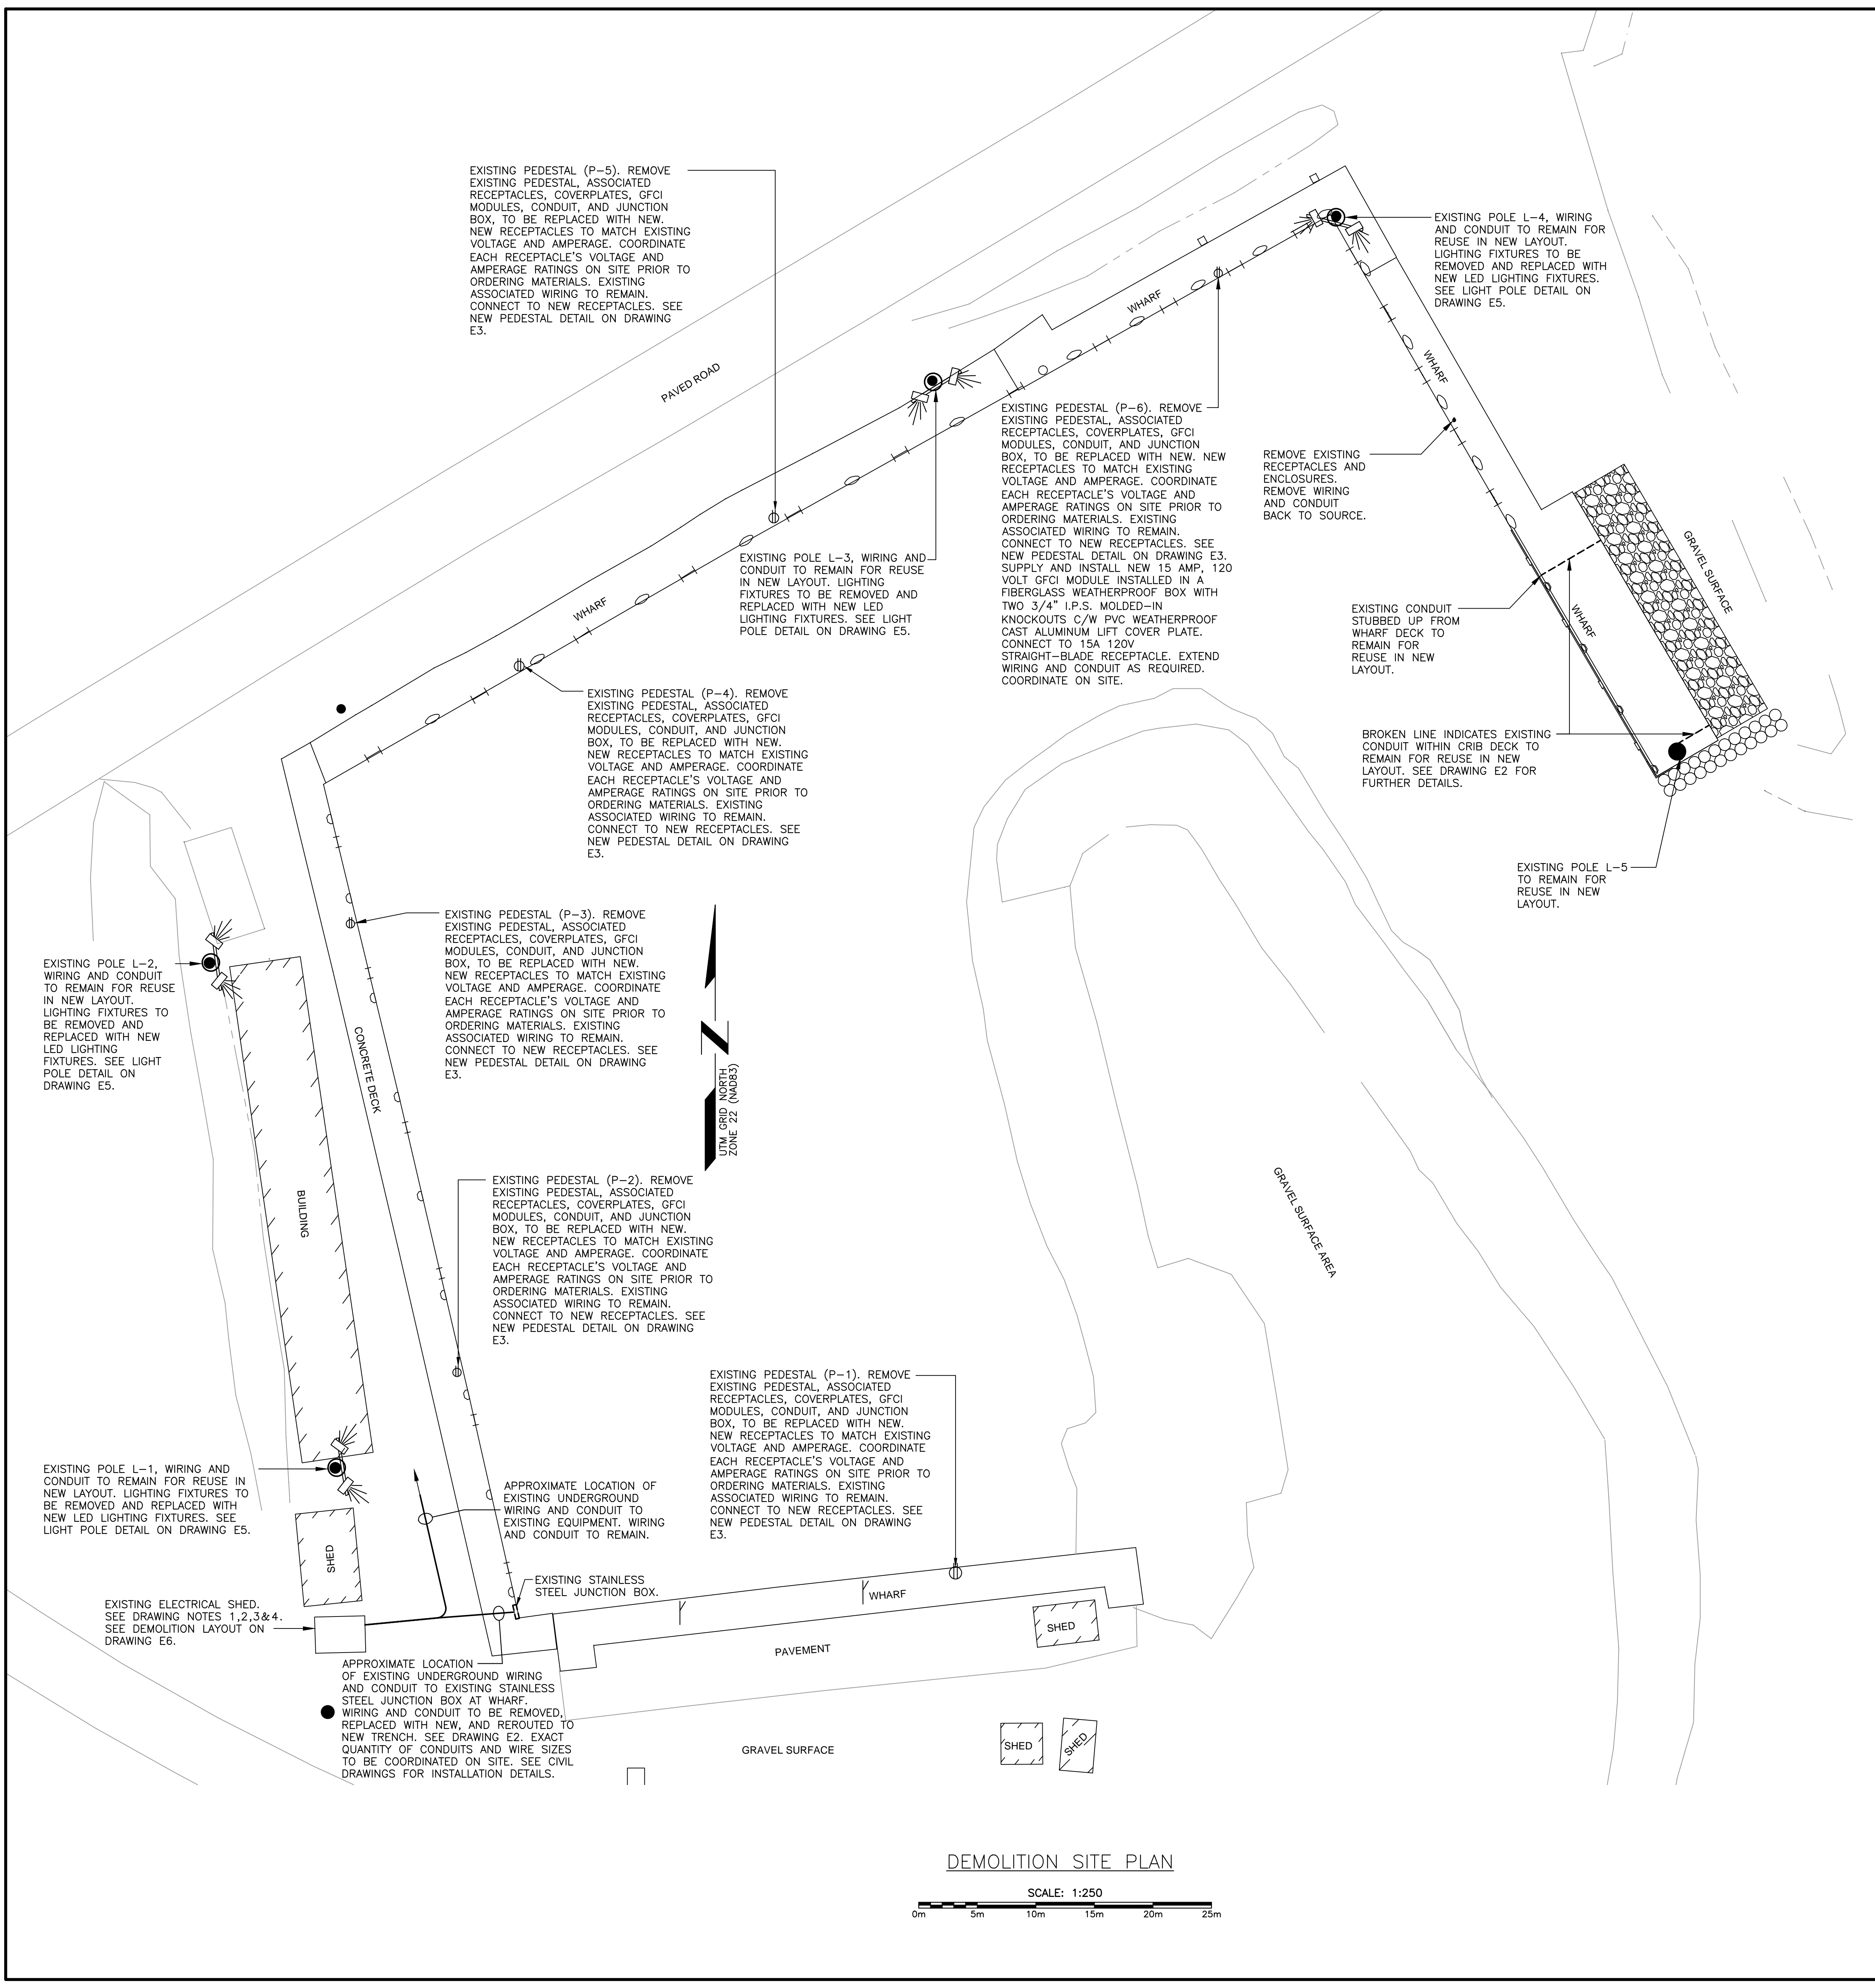 EXISTING PEDESTAL (P-5). REMOVE
EXISTING PEDESTAL, ASSOCIATED
RECEPTACLES, COVERPLATES, GFCI
MODULES, CONDUIT, AND JUNCTION
BOX, TO BE REPLACED WITH NEW.
NEW RECEPTACLES TO MATCH EXISTING
VOLTAGE AND AMPERAGE. COORDINATE
EACH RECEPTACLE'S VOLTAGE AND
AMPERAGE RATINGS ON SITE PRIOR TO
ORDERING MATERIALS. EXISTING
ASSOCIATED WIRING TO REMAIN.
CONNECT TO NEW RECEPTACLES. SEE
NEW PEDESTAL DETAIL ON DRAWING
E3.
EXISTING POLE L-4, WIRING
AND CONDUIT TO REMAIN FOR
REUSE IN NEW LAYOUT.
LIGHTING FIXTURES TO BE
REMOVED AND REPLACED WITH
NEW LED LIGHTING FIXTURES.
SEE LIGHT POLE DETAIL ON
DRAWING E5.
WHARF
PAVED ROAD
WHARF
EXISTING PEDESTAL (P-6). REMOVE
EXISTING PEDESTAL, ASSOCIATED
RECEPTACLES, COVERPLATES, GFCI
MODULES, CONDUIT, AND JUNCTION
BOX, TO BE REPLACED WITH NEW. NEW
RECEPTACLES TO MATCH EXISTING
VOLTAGE AND AMPERAGE. COORDINATE
EACH RECEPTACLE'S VOLTAGE AND
AMPERAGE RATINGS ON SITE PRIOR TO
ORDERING MATERIALS. EXISTING
ASSOCIATED WIRING TO REMAIN.
CONNECT TO NEW RECEPTACLES. SEE
NEW PEDESTAL DETAIL ON DRAWING E3.
SUPPLY AND INSTALL NEW 15 AMP, 120
VOLT GFCI MODULE INSTALLED IN A
FIBERGLASS WEATHERPROOF BOX WITH
TWO 3/4" I.P.S. MOLDED-IN
KNOCKOUTS C/W PVC WEATHERPROOF
CAST ALUMINUM LIFT COVER PLATE.
CONNECT TO 15A 120V
STRAIGHT-BLADE RECEPTACLE. EXTEND
WIRING AND CONDUIT AS REQUIRED.
COORDINATE ON SITE.
REMOVE EXISTING
RECEPTACLES AND
ENCLOSURES.
REMOVE WIRING
AND CONDUIT
BACK TO SOURCE.
GRAVEL SURFACE
EXISTING POLE L-3, WIRING AND
CONDUIT TO REMAIN FOR REUSE
IN NEW LAYOUT. LIGHTING
FIXTURES TO BE REMOVED AND
REPLACED WITH NEW LED
LIGHTING FIXTURES. SEE LIGHT
POLE DETAIL ON DRAWING E5.
WHARF
EXISTING CONDUIT
STUBBED UP FROM
WHARF DECK TO
REMAIN FOR
REUSE IN NEW
LAYOUT.
WHARF
EXISTING PEDESTAL (P-4). REMOVE
EXISTING PEDESTAL, ASSOCIATED
RECEPTACLES, COVERPLATES, GFCI
MODULES, CONDUIT, AND JUNCTION
BOX, TO BE REPLACED WITH NEW.
NEW RECEPTACLES TO MATCH EXISTING
VOLTAGE AND AMPERAGE. COORDINATE
EACH RECEPTACLE'S VOLTAGE AND
AMPERAGE RATINGS ON SITE PRIOR TO
ORDERING MATERIALS. EXISTING
ASSOCIATED WIRING TO REMAIN.
CONNECT TO NEW RECEPTACLES. SEE
NEW PEDESTAL DETAIL ON DRAWING
E3.
BROKEN LINE INDICATES EXISTING
CONDUIT WITHIN CRIB DECK TO
REMAIN FOR REUSE IN NEW
LAYOUT. SEE DRAWING E2 FOR
FURTHER DETAILS.
EXISTING POLE L-5
TO REMAIN FOR
REUSE IN NEW
LAYOUT.
EXISTING PEDESTAL (P-3). REMOVE
EXISTING PEDESTAL, ASSOCIATED
RECEPTACLES, COVERPLATES, GFCI
MODULES, CONDUIT, AND JUNCTION
BOX, TO BE REPLACED WITH NEW.
NEW RECEPTACLES TO MATCH EXISTING
VOLTAGE AND AMPERAGE. COORDINATE
EACH RECEPTACLE'S VOLTAGE AND
AMPERAGE RATINGS ON SITE PRIOR TO
ORDERING MATERIALS. EXISTING
ASSOCIATED WIRING TO REMAIN.
CONNECT TO NEW RECEPTACLES. SEE
NEW PEDESTAL DETAIL ON DRAWING
E3.
EXISTING POLE L-2,
WIRING AND CONDUIT
TO REMAIN FOR REUSE
IN NEW LAYOUT.
LIGHTING FIXTURES TO
BE REMOVED AND
REPLACED WITH NEW
LED LIGHTING
FIXTURES. SEE LIGHT
POLE DETAIL ON
DRAWING E5.
CONCRETE DECK
N
UTM GRID NORTH
ZONE 22 (NAD83)
BUILDING
EXISTING PEDESTAL (P-2). REMOVE
EXISTING PEDESTAL, ASSOCIATED
RECEPTACLES, COVERPLATES, GFCI
MODULES, CONDUIT, AND JUNCTION
BOX, TO BE REPLACED WITH NEW.
NEW RECEPTACLES TO MATCH EXISTING
VOLTAGE AND AMPERAGE. COORDINATE
EACH RECEPTACLE'S VOLTAGE AND
AMPERAGE RATINGS ON SITE PRIOR TO
ORDERING MATERIALS. EXISTING
ASSOCIATED WIRING TO REMAIN.
CONNECT TO NEW RECEPTACLES. SEE
NEW PEDESTAL DETAIL ON DRAWING
E3.
GRAVEL SURFACE AREA
EXISTING PEDESTAL (P-1). REMOVE
EXISTING PEDESTAL, ASSOCIATED
RECEPTACLES, COVERPLATES, GFCI
MODULES, CONDUIT, AND JUNCTION
BOX, TO BE REPLACED WITH NEW.
NEW RECEPTACLES TO MATCH EXISTING
VOLTAGE AND AMPERAGE. COORDINATE
EACH RECEPTACLE'S VOLTAGE AND
AMPERAGE RATINGS ON SITE PRIOR TO
ORDERING MATERIALS. EXISTING
ASSOCIATED WIRING TO REMAIN.
CONNECT TO NEW RECEPTACLES. SEE
NEW PEDESTAL DETAIL ON DRAWING
E3.
EXISTING POLE L-1, WIRING AND
CONDUIT TO REMAIN FOR REUSE IN
NEW LAYOUT. LIGHTING FIXTURES TO
BE REMOVED AND REPLACED WITH
NEW LED LIGHTING FIXTURES. SEE
LIGHT POLE DETAIL ON DRAWING E5.
APPROXIMATE LOCATION OF
EXISTING UNDERGROUND
WIRING AND CONDUIT TO
EXISTING EQUIPMENT. WIRING
AND CONDUIT TO REMAIN.
SHED
EXISTING STAINLESS
STEEL JUNCTION BOX.
WHARF
EXISTING ELECTRICAL SHED.
SEE DRAWING NOTES 1,2,3&4.
SEE DEMOLITION LAYOUT ON
DRAWING E6.
SHED
PAVEMENT
APPROXIMATE LOCATION
OF EXISTING UNDERGROUND WIRING
AND CONDUIT TO EXISTING STAINLESS
STEEL JUNCTION BOX AT WHARF.
WIRING AND CONDUIT TO BE REMOVED,
REPLACED WITH NEW, AND REROUTED TO
NEW TRENCH. SEE DRAWING E2. EXACT
QUANTITY OF CONDUITS AND WIRE SIZES
TO BE COORDINATED ON SITE. SEE CIVIL
DRAWINGS FOR INSTALLATION DETAILS.
GRAVEL SURFACE
SHED
SHED
DEMOLITION SITE PLAN
SCALE: 1:250
0m 5m 10m 15m 20m 25m